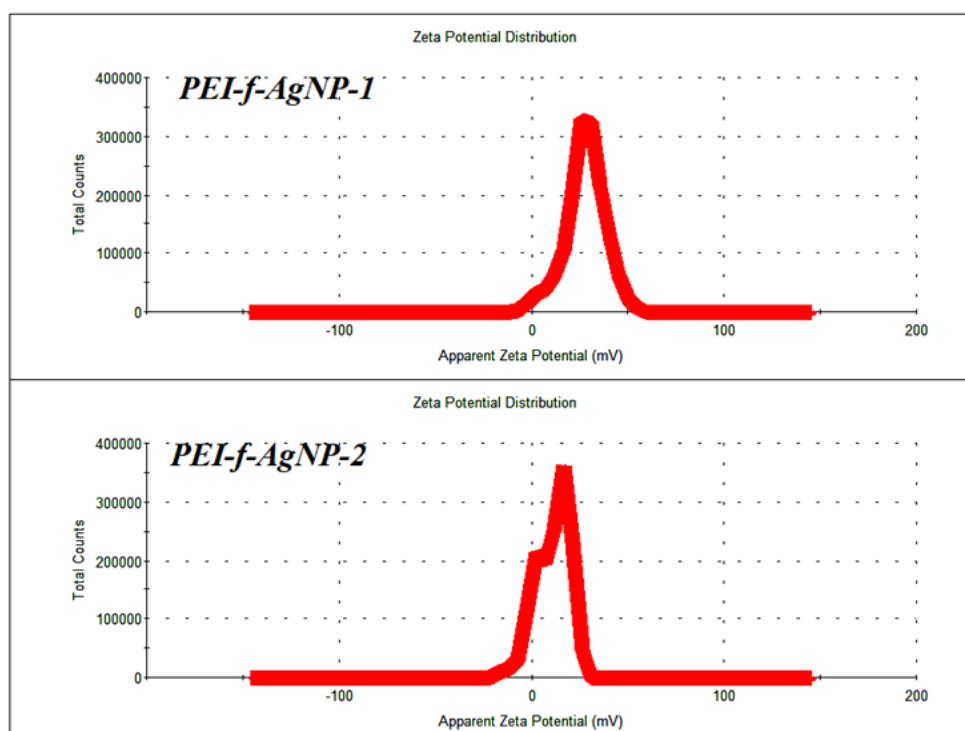 Zeta Potential Distribution
PEI-f-AgNP-1
Total Counts
400000
300000
200000
100000
0
-100
0
100
200
Apparent Zeta Potential (mV)
Zeta Potential Distribution
PEI-f-AgNP-2
Total Counts
400000
300000
200000
100000
0
-100
0
100
200
Apparent Zeta Potential (mV)